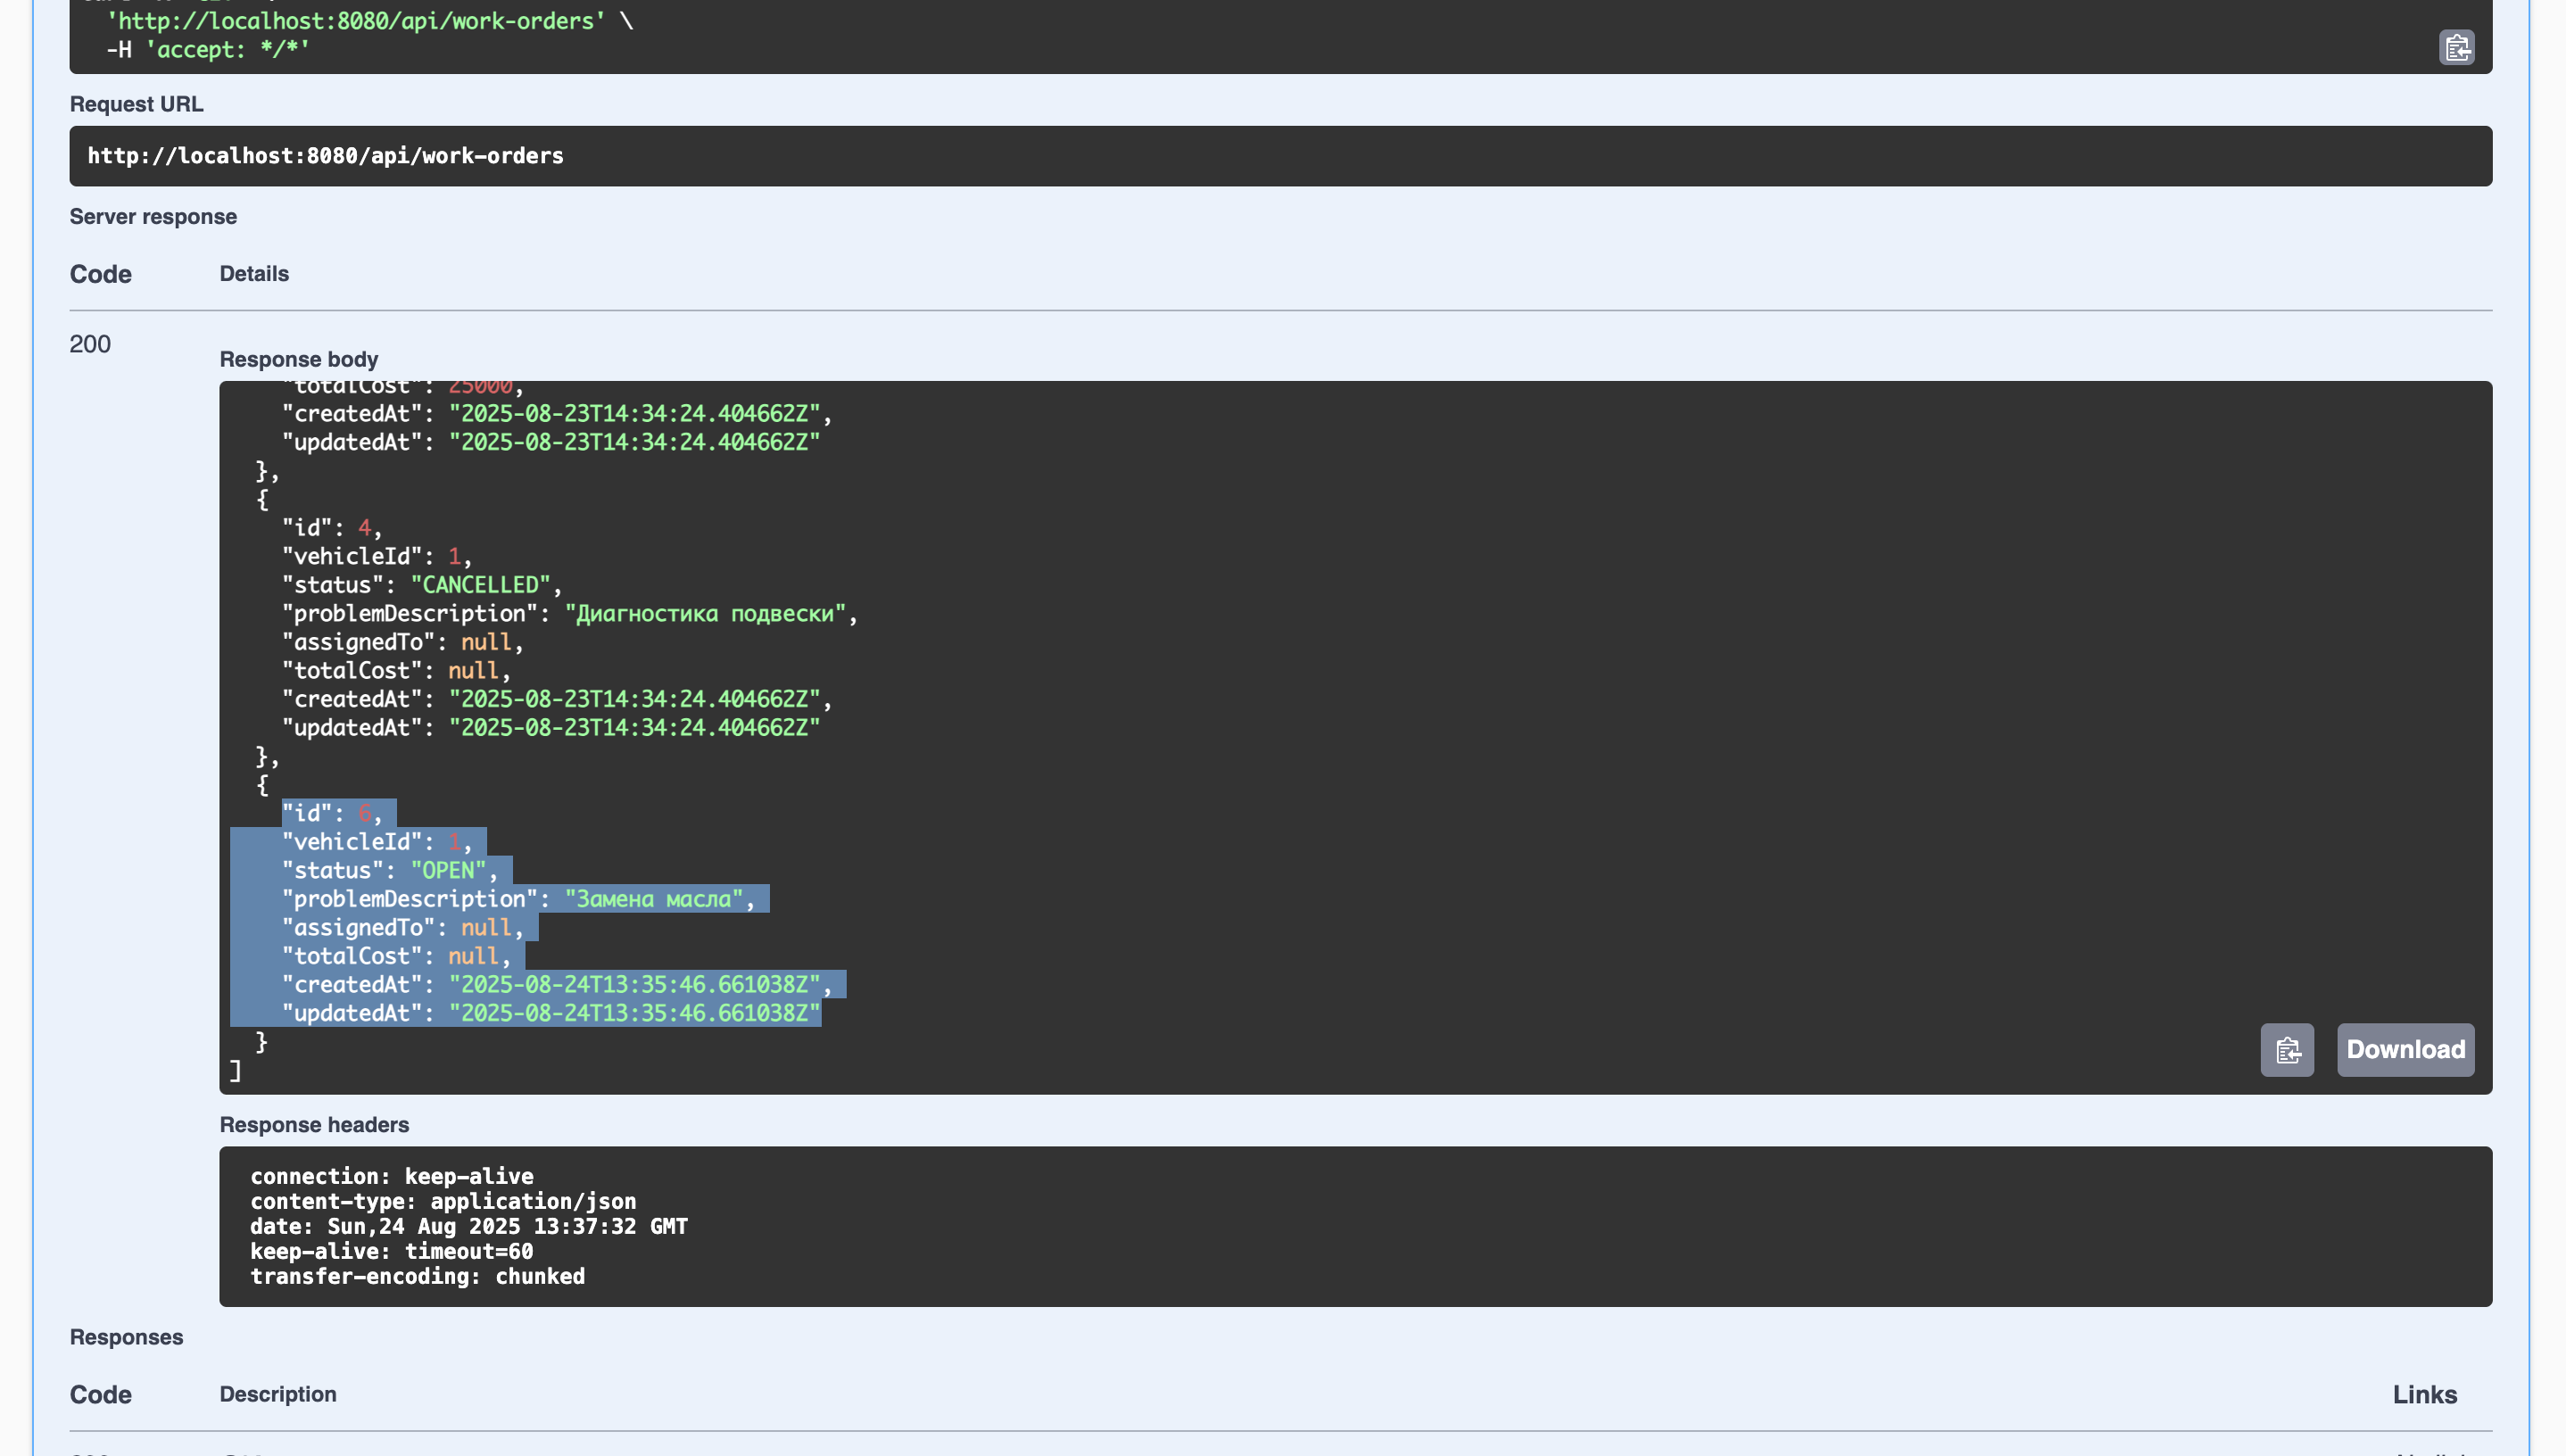 'http://localhost:8080/api/work-orders' \
-H 'accept: */*'
Request URL
http://localhost:8080/api/work-orders
Server response
Code Details
200
Response body
"totalCost": 25000,
"createdAt": "2025-08-23T14:34:24.404662Z",
"updatedAt": "2025-08-23T14:34:24.404662Z"
},
{
"id": 4,
"vehicleId": 1,
"status": "CANCELLED",
"problemDescription": "Диагностика подвески",
"assignedTo": null,
"totalCost": null,
"createdAt": "2025-08-23T14:34:24.404662Z",
"updatedAt": "2025-08-23T14:34:24.404662Z"
},
{
"id": 6,
"vehicleId": 1,
"status": "OPEN",
"problemDescription": "Замена масла",
"assignedTo": null,
"totalCost": null,
"createdAt": "2025-08-24T13:35:46.661038Z",
"updatedAt": "2025-08-24T13:35:46.661038Z"
}
]
Download
Response headers
connection: keep-alive
content-type: application/json
date: Sun,24 Aug 2025 13:37:32 GMT
keep-alive: timeout=60
transfer-encoding: chunked
Responses
Code Description Links